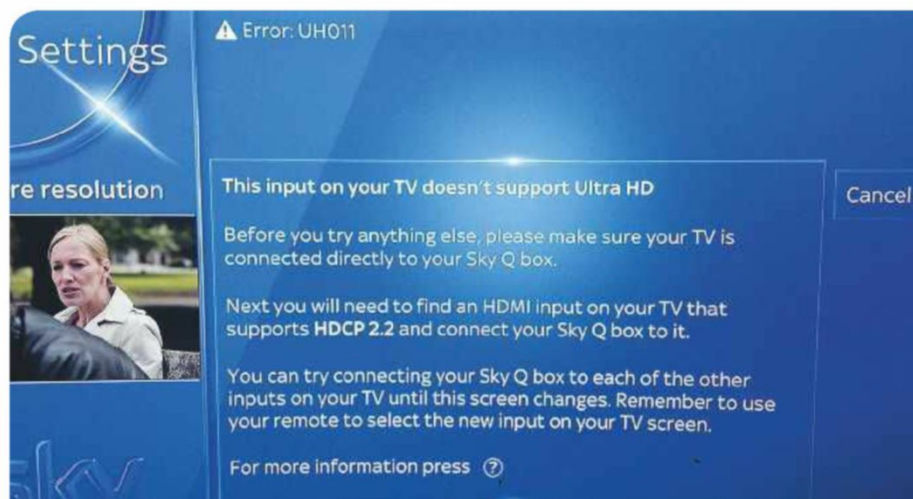 Settings
Error: UH011
re resolution
This input on your TV doesn't support Ultra HD
Cancel
Before you try anything else, please make sure your TV is
connected directly to your Sky Q box.
Next you will need to find an HDMI input on your TV that
supports HDCP 2.2 and connect your Sky Q box to it.
You can try connecting your Sky Q box to each of the other
inputs on your TV until this screen changes. Remember to use
your remote to select the new input on your TV screen.
For more information press ?
sky